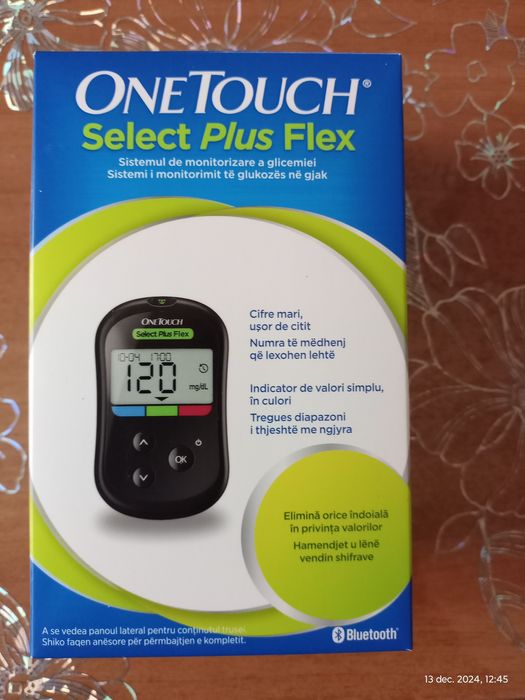 ONETOUCH®
Select Plus Flex
Sistemul de monitorizare a glicemiei
Sistemi i monitorimit të glukozës në gjak
Cifre mari,
ușor de citit
Numra të mëdhenj
që lexohen lehtë
Indicator de valori simplu,
în culori
Tregues diapazoni
i thjeshtë me ngjyra
ONETOUCH
Select Plus Flex
10-04 17:00
120
mg/dL
OK
Elimină orice îndoială
în privința valorilor
Hamendjet u lënë
vendin shifrave
A se vedea panoul lateral pentru conținutul trusei.
Shiko faqen anësore për përmbajtjen e kompletit.
Bluetooth®
13 dec. 2024, 12:45